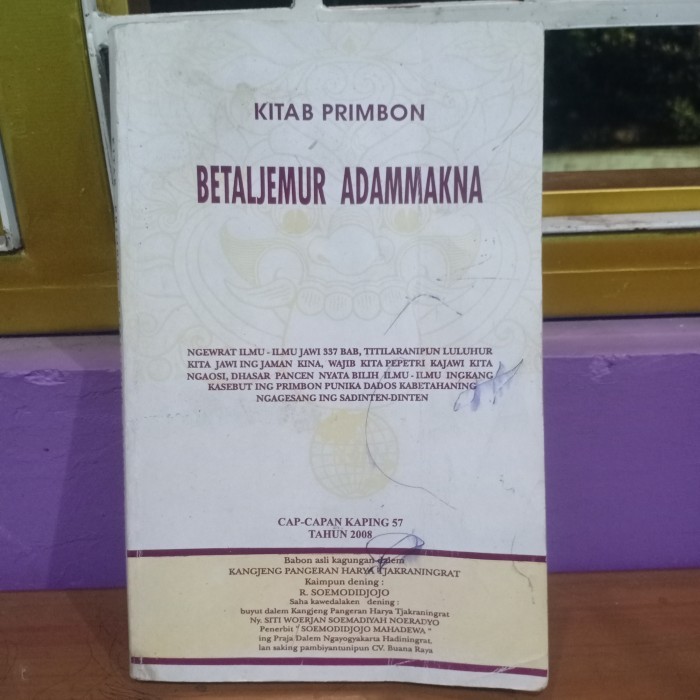 KITAB PRIMBON
BETALJEMUR ADAMMAKNA
NGEWRAT ILMU - ILMU JAWI 337 BAB, TITILARANIPUN LULUHUR
KITA JAWI ING JAMAN KINA, WAJIB KITA PEPETRI KAJAWI KITA
NGAOSI, DHASAR PANCEN NYATA BILIH ILMU - ILMU INGKANG
KASEBUT ING PRIMBON PUNIKA DADOS KABETAHANING
NGAGESANG ING SADINTEN-DINTEN
CAP-CAPAN KAPING 57
TAHUN 2008
Babon asli kagungan dalem
KANGJENG PANGERAN HARYA TJAKRANINGRAT
Kaimpun dening :
R. SOEMODIDJOJO
Saha kawedalaken dening :
buyut dalem Kangjeng Pangeran Harya Tjakraningrat
Ny. SITI WOERJAN SOEMADIYAH NOERADYO
Penerbit " SOEMODIDJOJO MAHADEWA "
ing Praja Dalem Ngayogyakarta Hadiningrat.
lan saking pambiyantunipun CV. Buana Raya